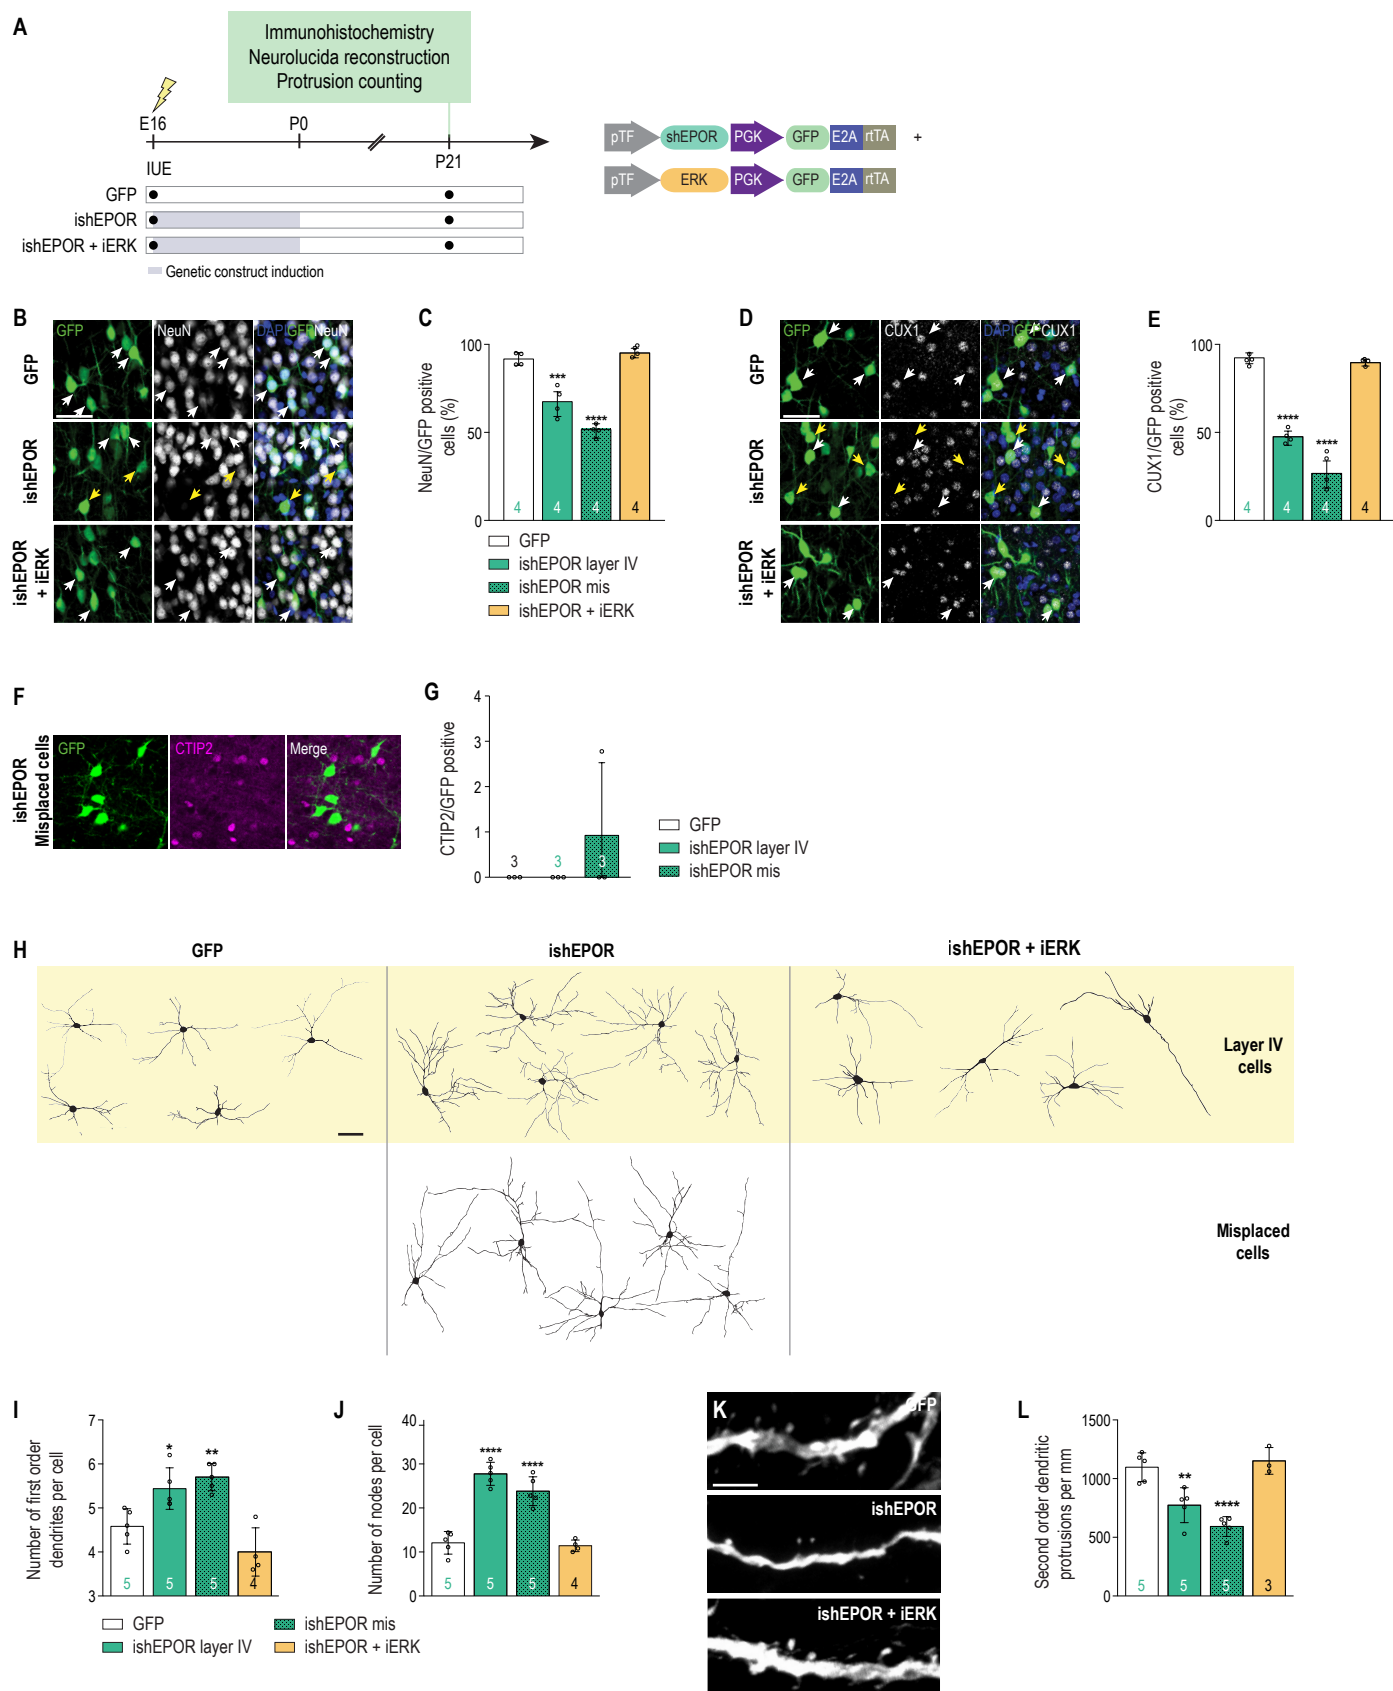 A
Immunohistochemistry
Neurolucida reconstruction
Protrusion counting
E16
P0
P21
IUE
GFP
ishEPOR
ishEPOR + iERK
Genetic construct induction
pTF shEPOR PGK GFP E2A rtTA +
pTF ERK PGK GFP E2A rtTA
B
GFP NeuN DAPIGFPNeuN
GFP
ishEPOR
ishEPOR
+ iERK
C
NeuN/GFP positive
cells (%)
100
50
0
***
****
4 4 4 4
GFP
ishEPOR layer IV
ishEPOR mis
ishEPOR + iERK
D
GFP CUX1 DAPIGFPCUX1
GFP
ishEPOR
ishEPOR
+ iERK
E
CUX1/GFP positive
cells (%)
100
50
0
****
****
4 4 4 4
F
ishEPOR
Misplaced cells
GFP CTIP2 Merge
G
CTIP2/GFP positive
4
3
2
1
0
3 3 3
GFP
ishEPOR layer IV
ishEPOR mis
H
GFP ishEPOR ishEPOR + iERK
Layer IV
cells
Misplaced
cells
I
Number of first order
dendrites per cell
7
6
5
4
3
*
**
5 5 5 4
GFP
ishEPOR layer IV
ishEPOR mis
ishEPOR + iERK
J
Number of nodes per cell
40
30
20
10
0
****
****
5 5 5 4
K
GFP
ishEPOR
ishEPOR + iERK
L
Second order dendritic
protrusions per mm
1500
1000
500
0
**
****
5 5 5 3